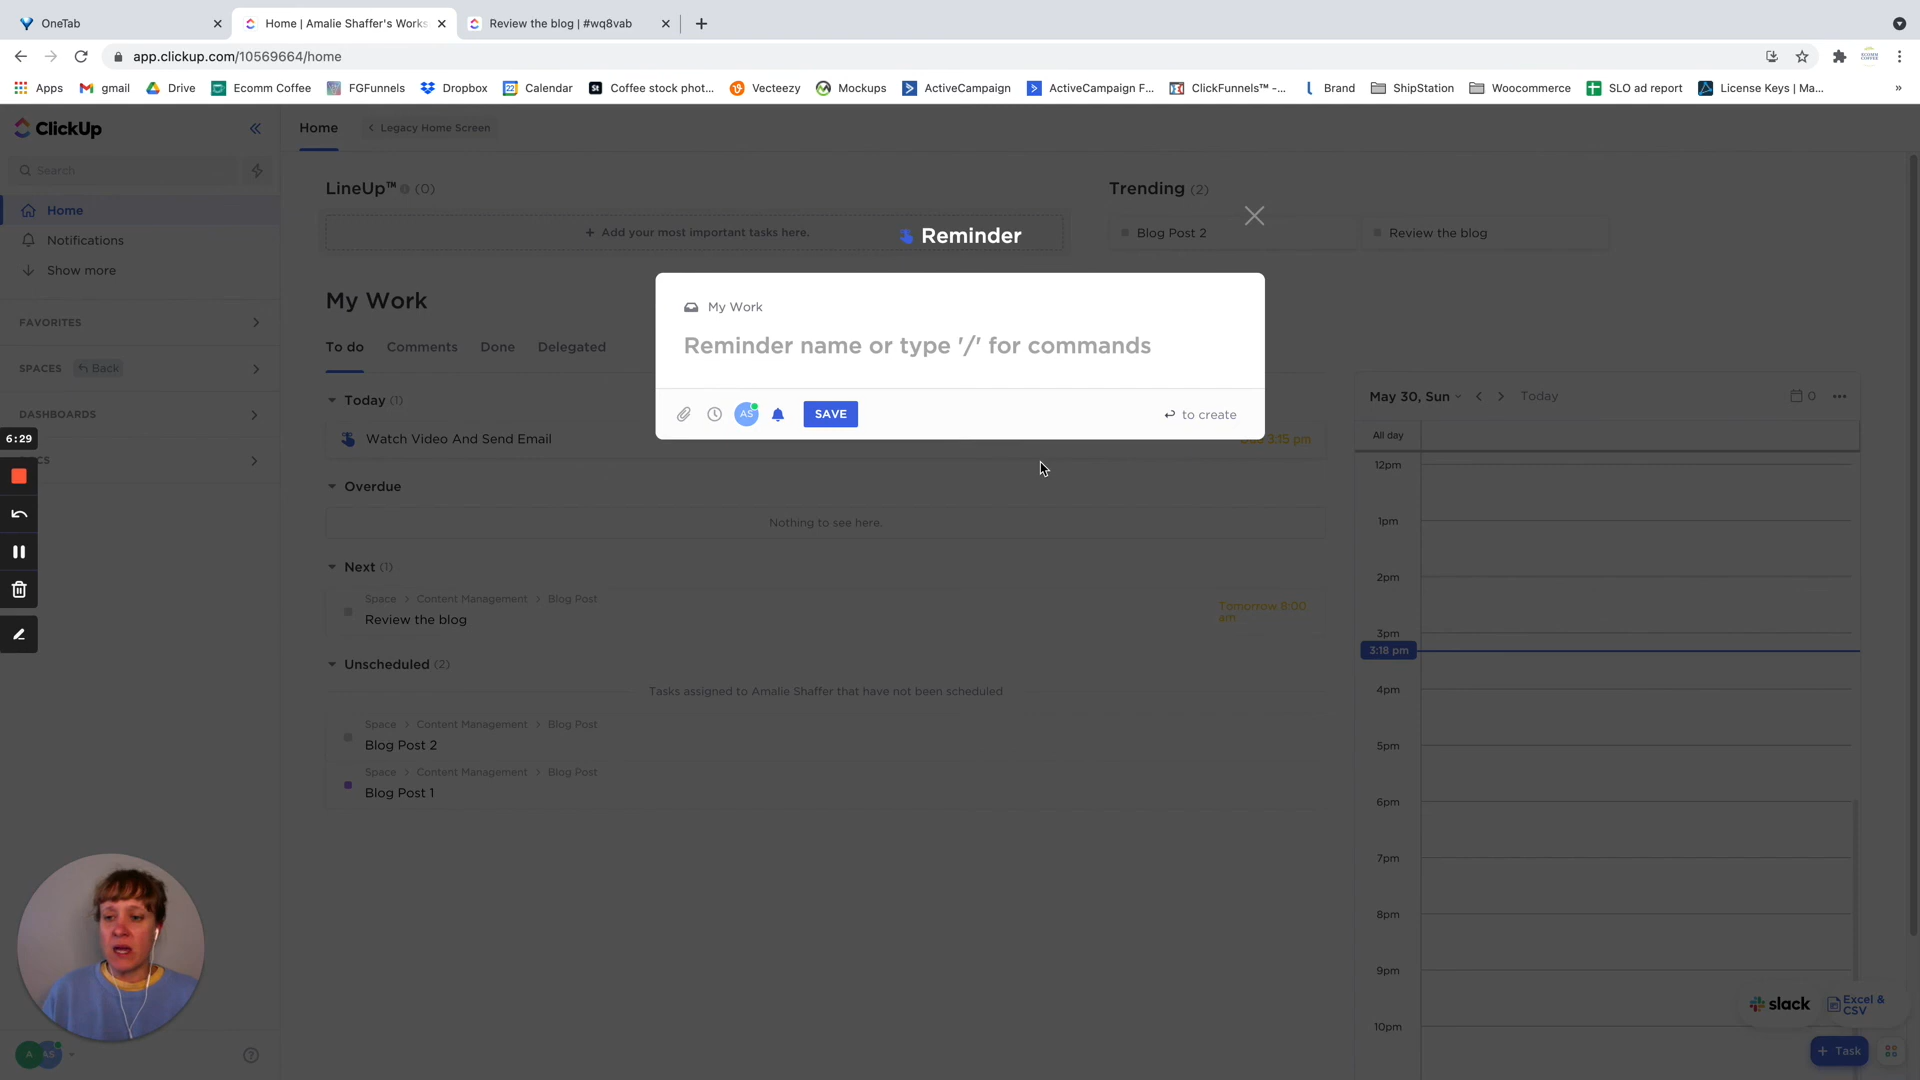 OneTab
Home | Amalie Shaffer's Works
Review the blog | #wq8vab
app.clickup.com/10569664/home
Apps
gmail
Drive
Ecomm Coffee
FGFunnels
Dropbox
Calendar
Coffee stock phot...
Vecteezy
Mockups
ActiveCampaign
ActiveCampaign F...
ClickFunnels™ -...
Brand
ShipStation
Woocommerce
SLO ad report
License Keys | Ma...
»
ClickUp
Home
Legacy Home Screen
Search
LineUp™ (0)
Trending (2)
Home
Add your most important tasks here.
Reminder
Blog Post 2
Review the blog
Notifications
Show more
My Work
My Work
FAVORITES
To do
Comments
Done
Delegated
Reminder name or type '/' for commands
SPACES
Back
Today (1)
May 30, Sun
Today
0
DASHBOARDS
AS
SAVE
to create
6:29
Watch Video And Send Email
Due 3:15 pm
All day
12pm
Overdue
Nothing to see here.
1pm
Next (1)
2pm
Space > Content Management > Blog Post
Review the blog
Tomorrow 8:00
am...
3pm
3:18 pm
Unscheduled (2)
Tasks assigned to Amalie Shaffer that have not been scheduled
4pm
Space > Content Management > Blog Post
Blog Post 2
5pm
Space > Content Management > Blog Post
Blog Post 1
6pm
7pm
8pm
9pm
slack
Excel &
CSV
10pm
A
AS
+ Task